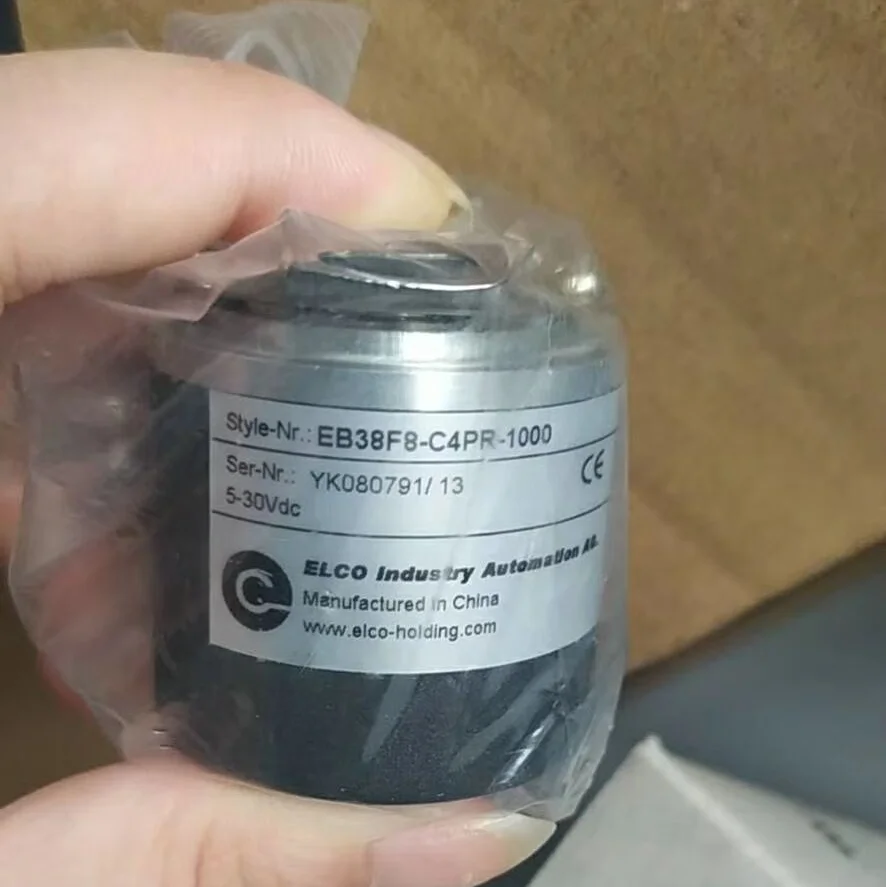 Style-Nr.: EB38F8-C4PR-1000
Ser-Nr.: YK080791/ 13
5-30Vdc
CE
ELCO Industry Automation AG.
Manufactured in China
www.elco-holding.com